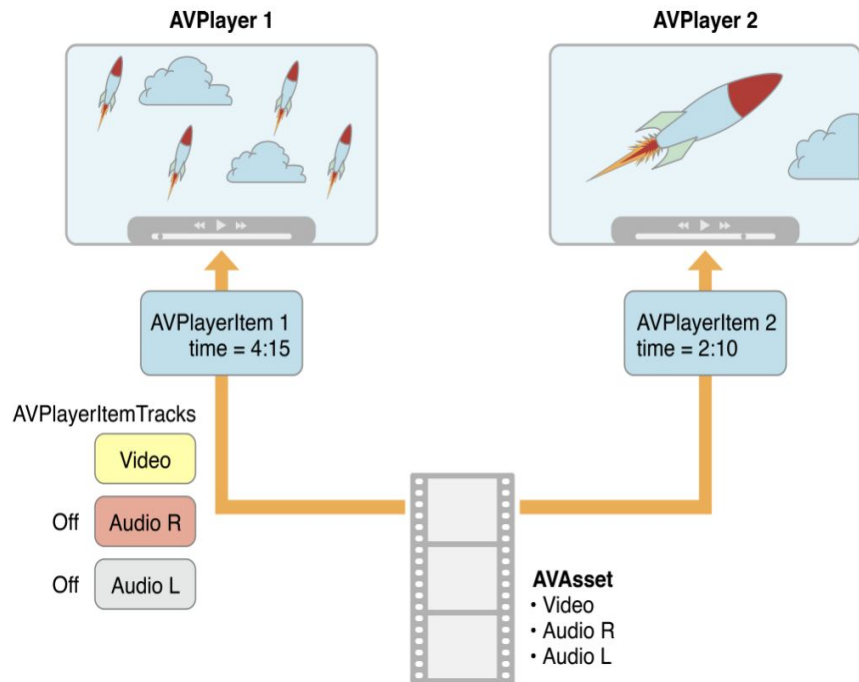 AVPlayer 1
AVPlayer 2
AVPlayerItem 1
time = 4:15
AVPlayerItem 2
time = 2:10
AVPlayerItemTracks
Video
Off Audio R
Off Audio L
AVAsset
• Video
• Audio R
• Audio L